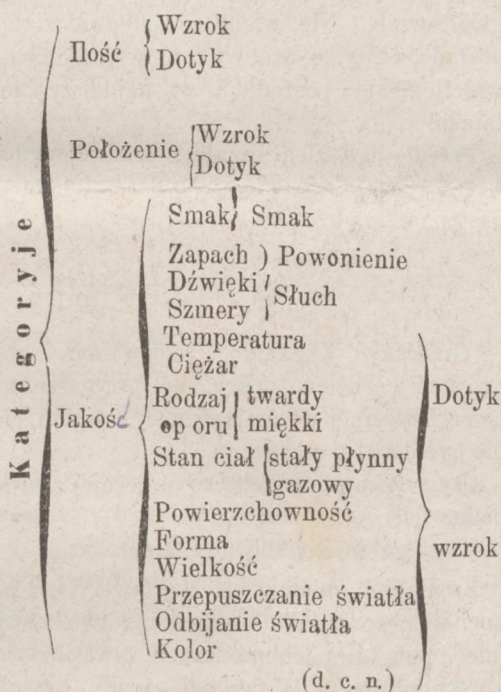 Kategoryje
Ilość { Wzrok
Dotyk
Położenie { Wzrok
Dotyk
Jakość
Smak { Smak
Zapach ) Powonienie
Dźwięki
Szmery } Słuch
Temperatura
Ciężar
Rodzaj { twardy
op oru { miękki
Stan ciał { stały płynny
gazowy
Powierzchowność
Forma
Wielkość
Przepuszczanie światła
Odbijanie światła
Kolor
Dotyk
wzrok
(d. c. n.)